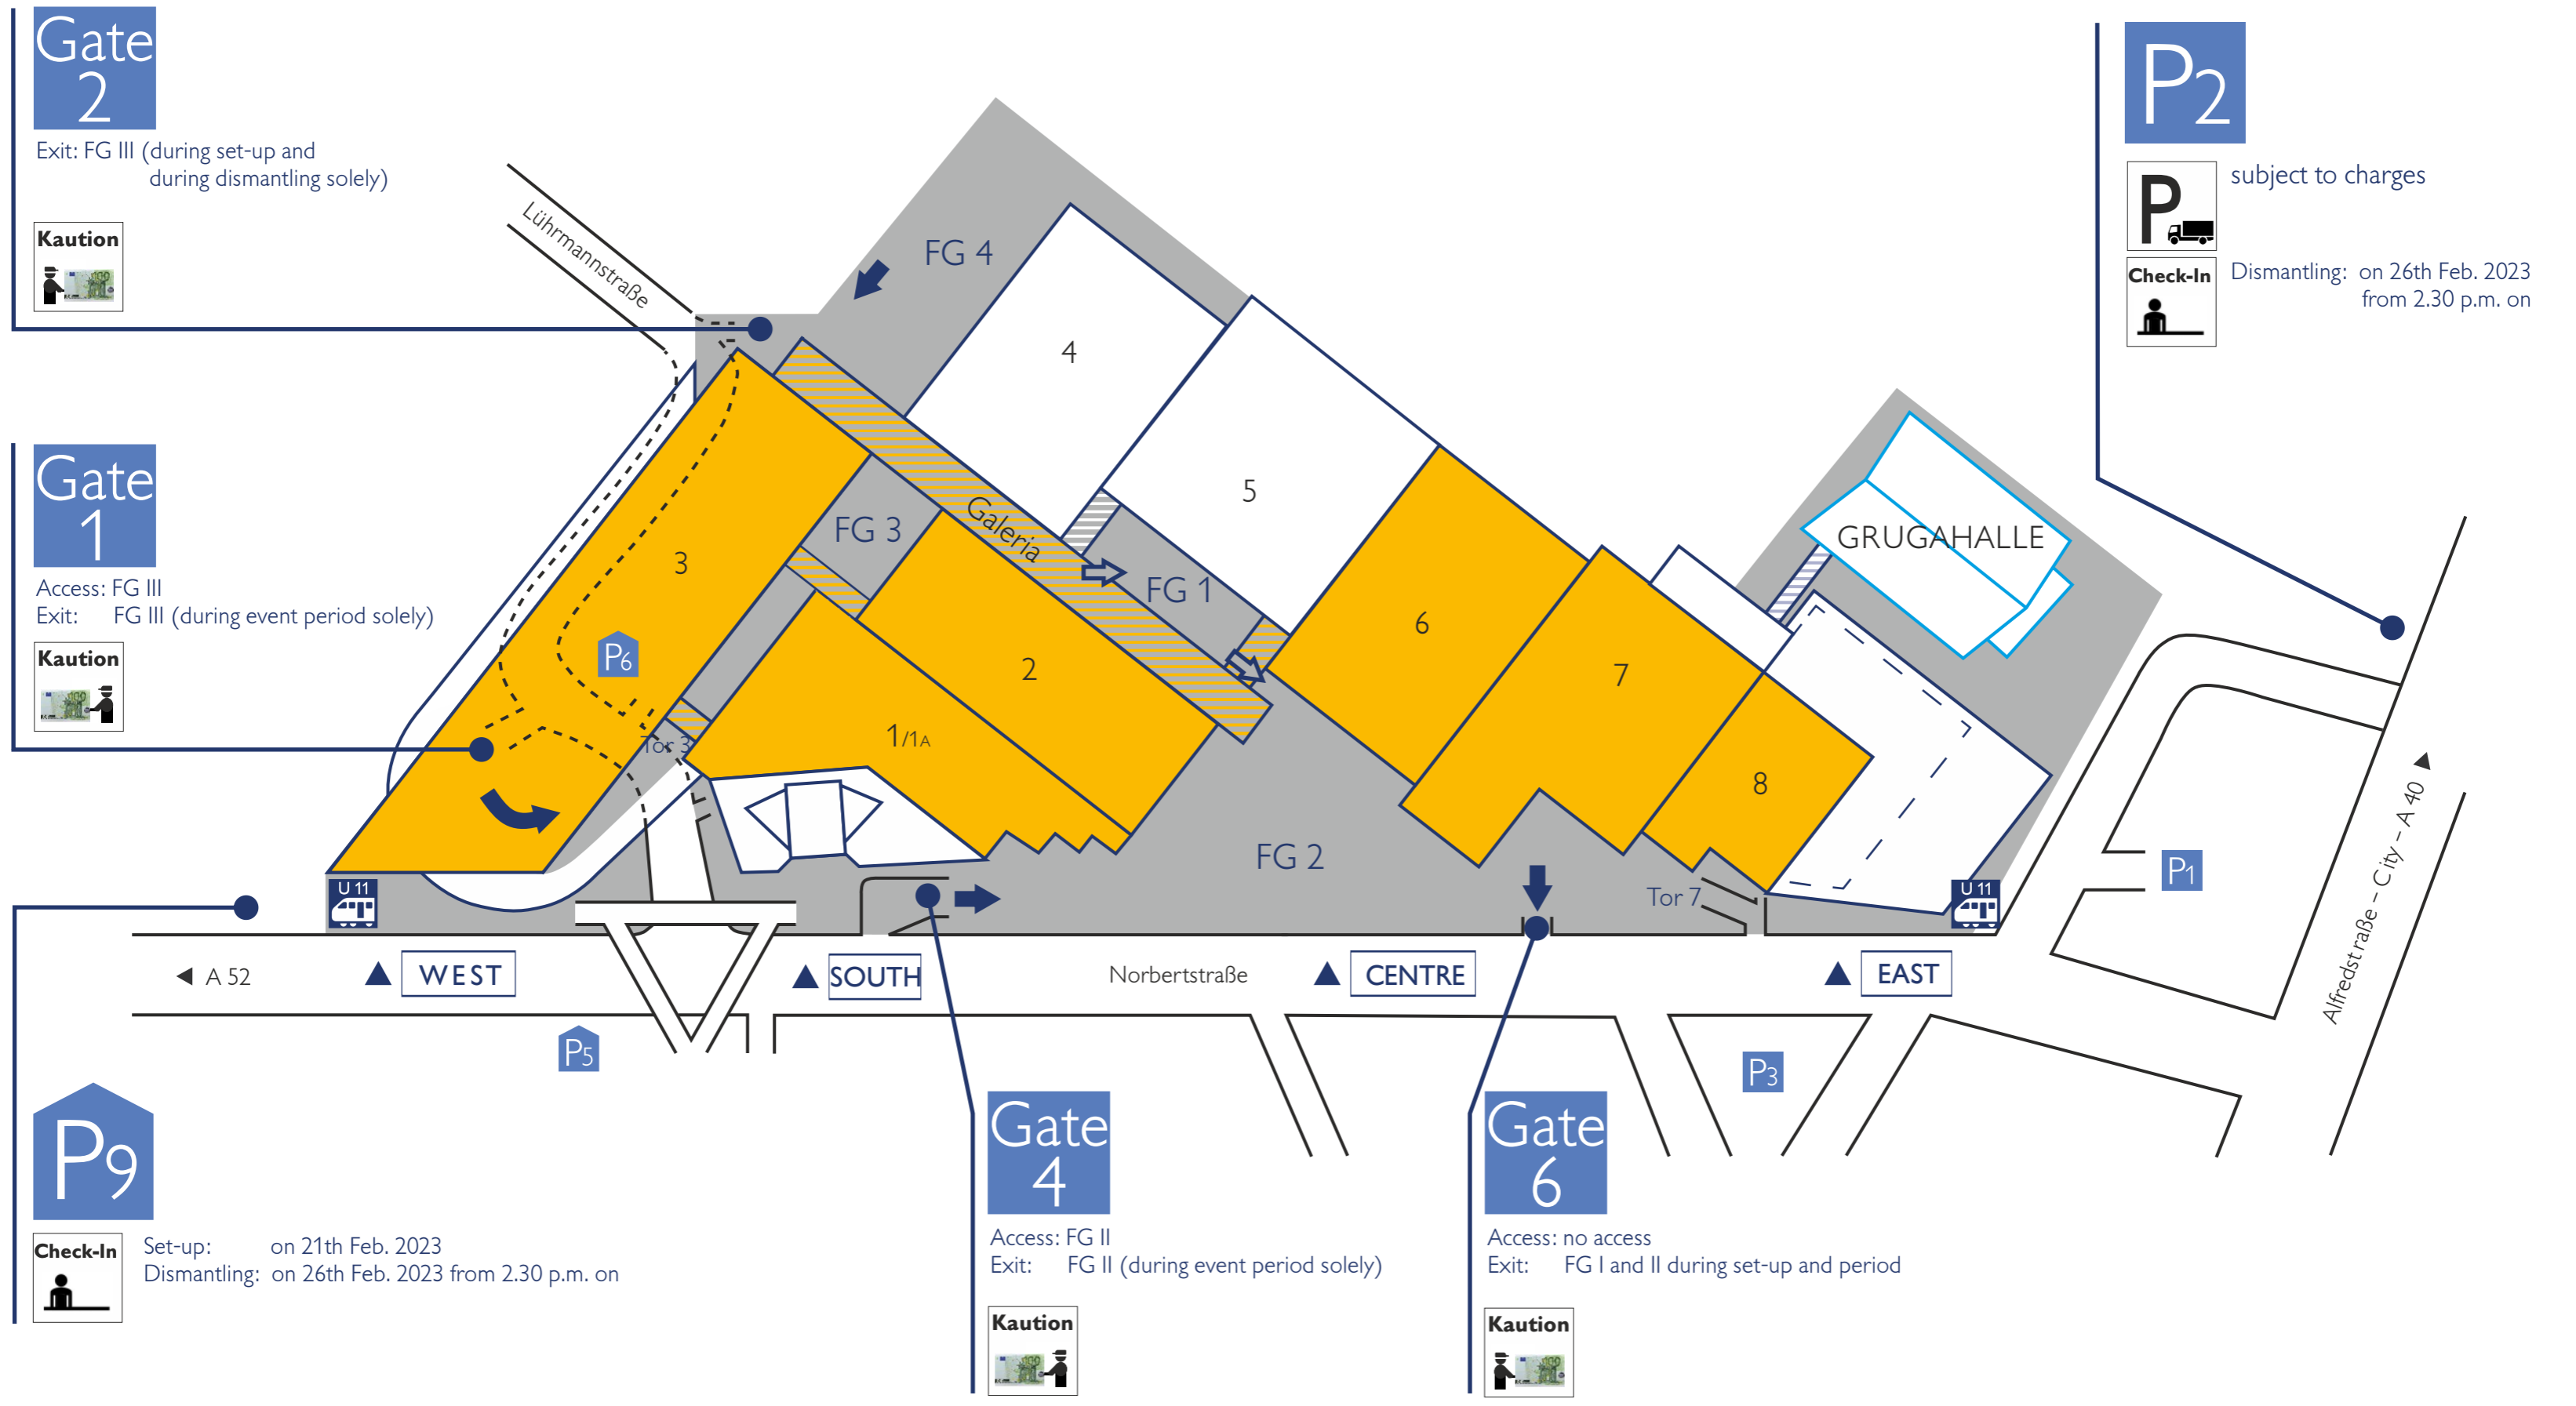 Gate
2
Exit: FG III (during set-up and
during dismantling solely)
Kaution
Gate
1
Access: FG III
Exit: FG III (during event period solely)
Kaution
P9
Check-In
Set-up: on 21th Feb. 2023
Dismantling: on 26th Feb. 2023 from 2.30 p.m. on
P2
P
subject to charges
Check-In
Dismantling: on 26th Feb. 2023
from 2.30 p.m. on
Lührmannstraße
FG 4
4
5
FG 3
Galeria
FG 1
3
P6
2
1/1A
Tor 3
6
7
8
GRUGAHALLE
FG 2
Tor 7
U 11
U 11
P1
Alfredstraße – City – A 40
A 52
WEST
SOUTH
Norbertstraße
CENTRE
EAST
P5
P3
Gate
4
Access: FG II
Exit: FG II (during event period solely)
Kaution
Gate
6
Access: no access
Exit: FG I and II during set-up and period
Kaution